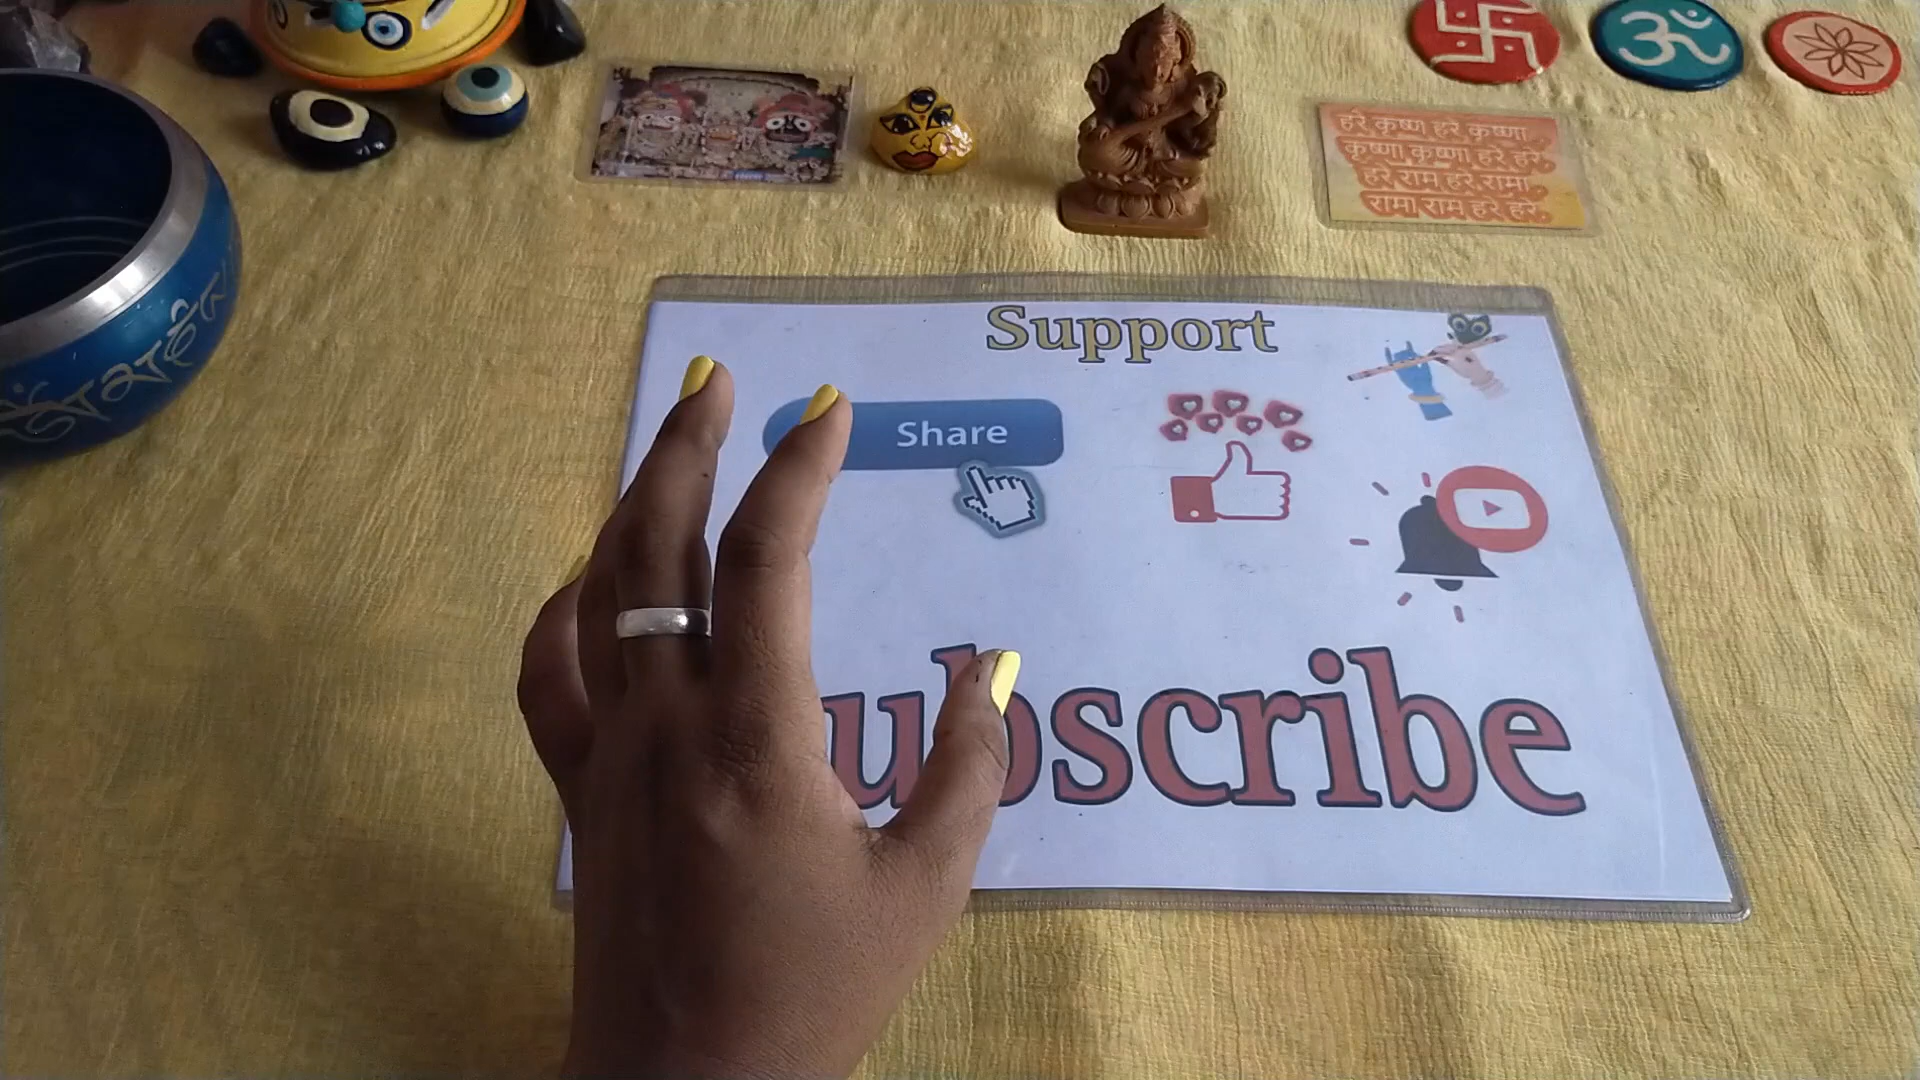 ॐ
हरे कृष्ण हरे कृष्णा
कृष्णा कृष्णा हरे हरे,
हरे राम हरे रामा
रामा राम हरे हरे,
Support
Share
ubscribe